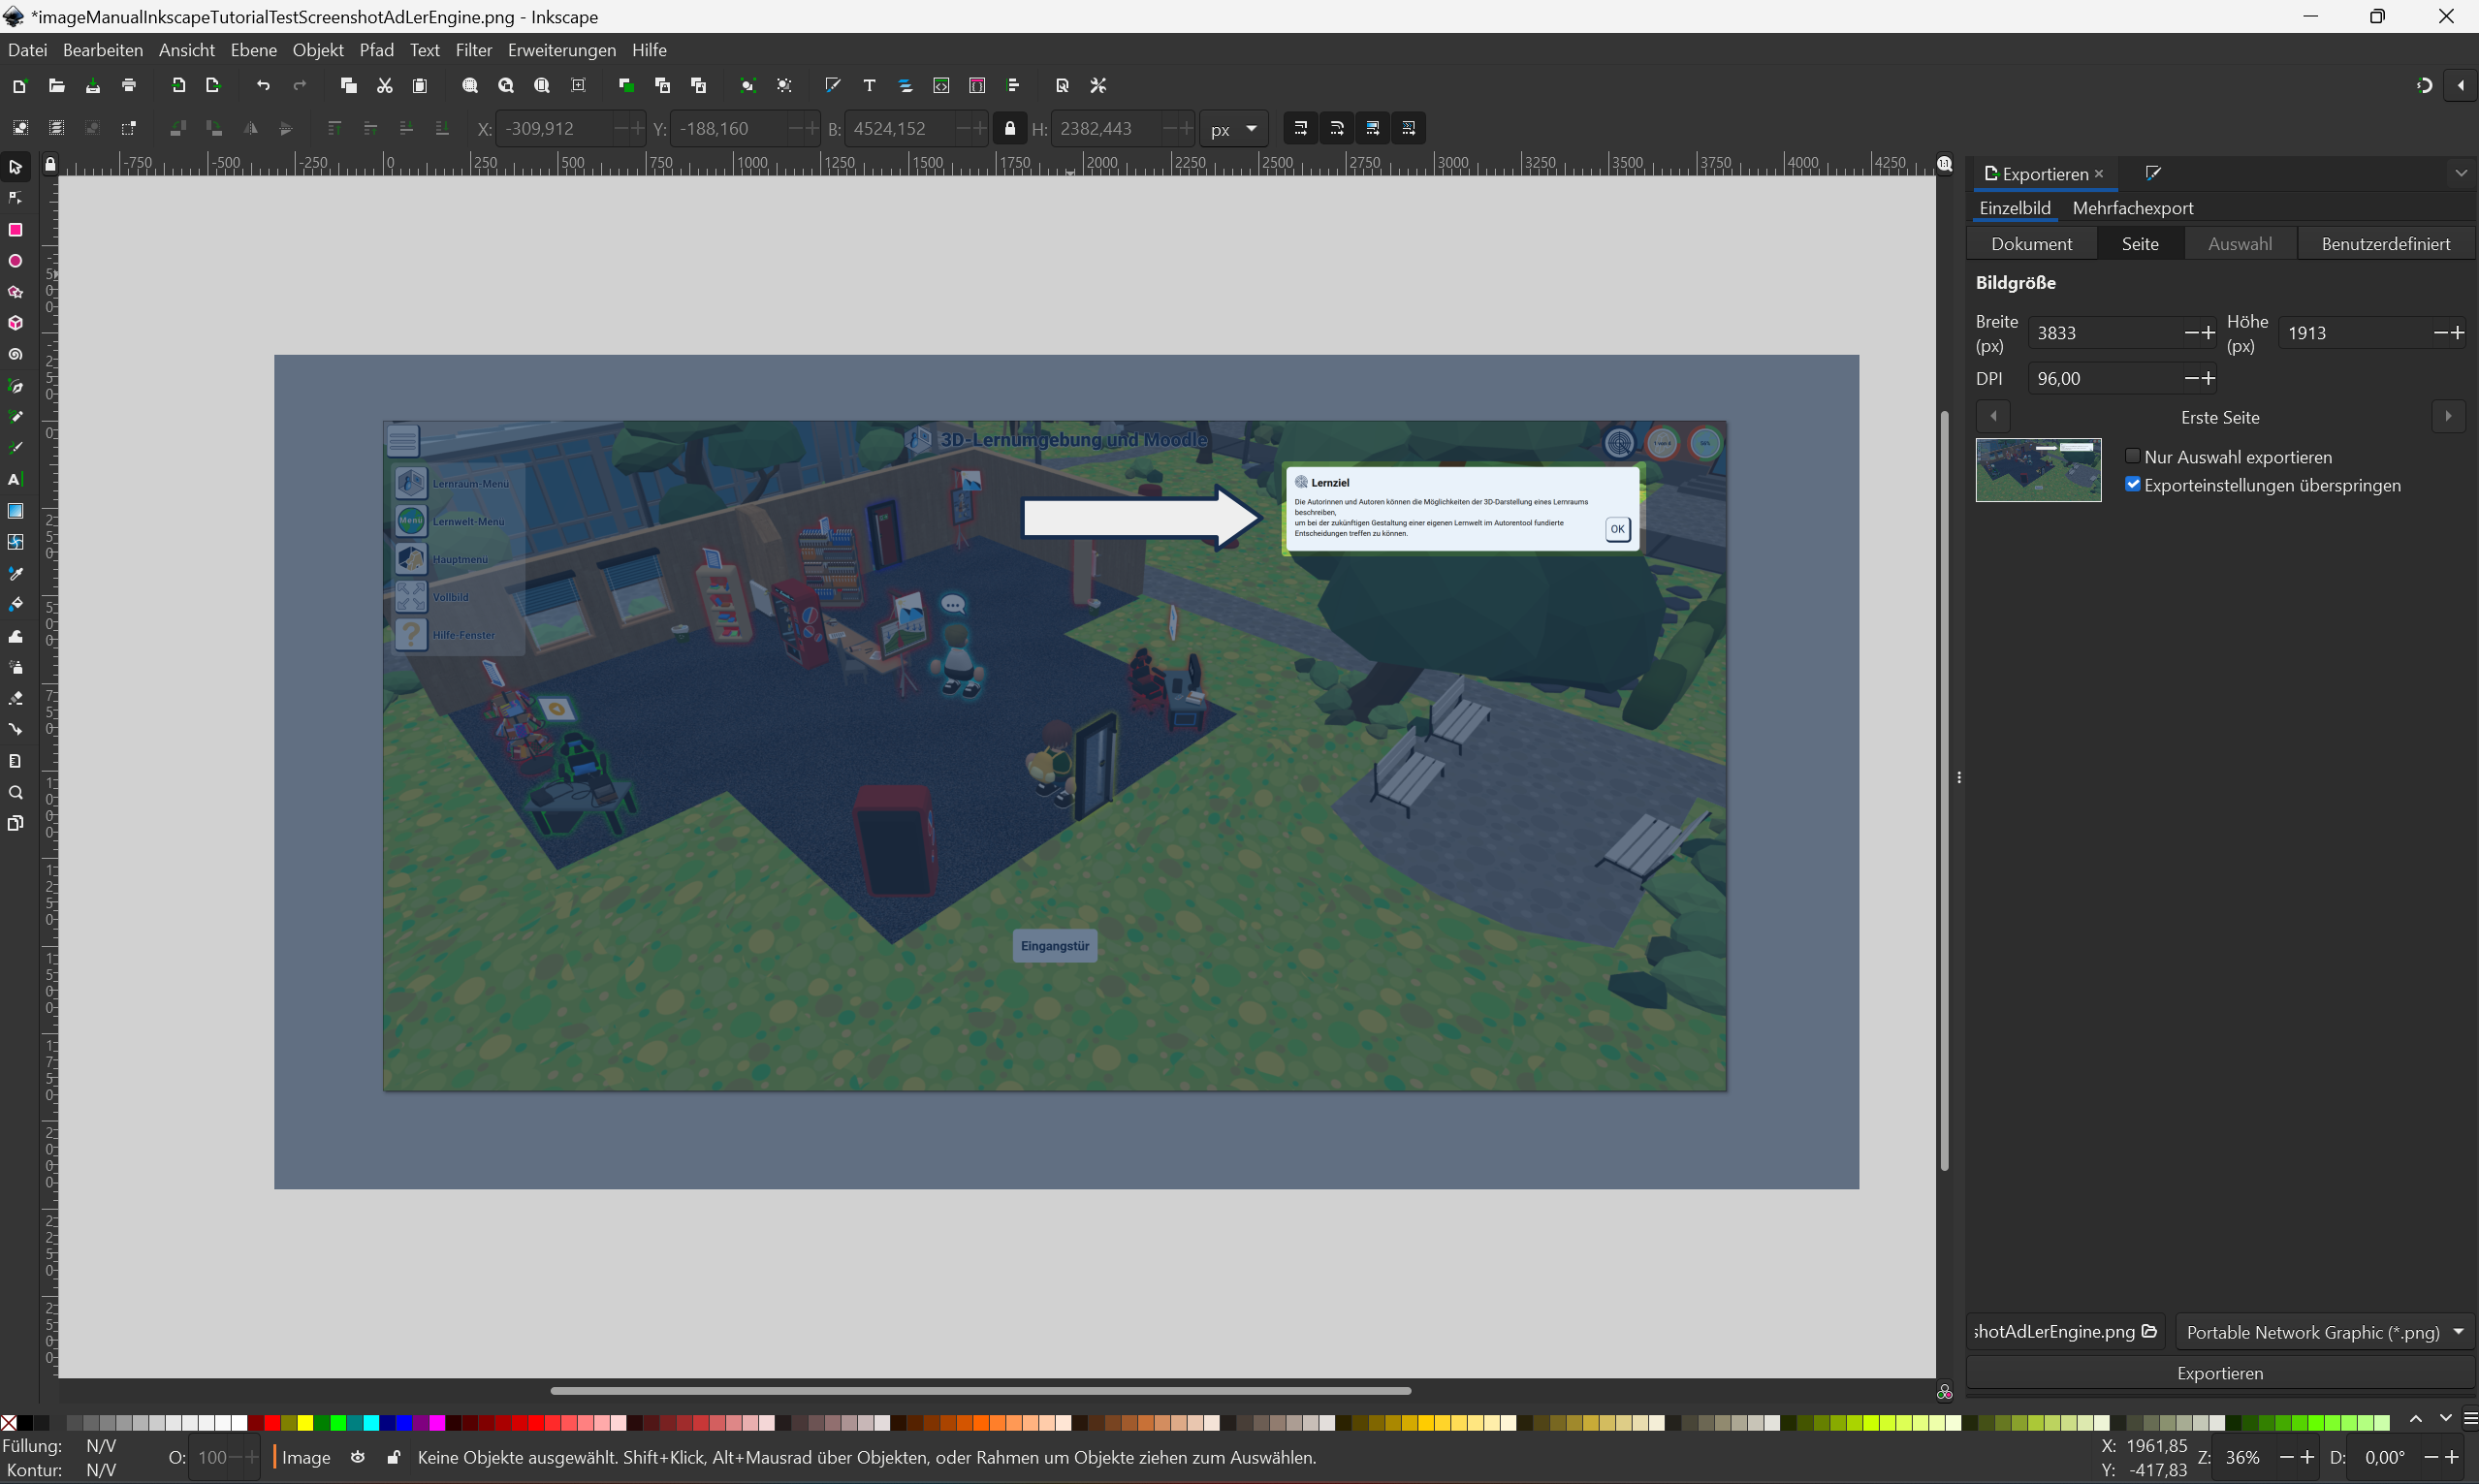 *imageManualInkscapeTutorialTestScreenshotAdLerEngine.png - Inkscape
Datei Bearbeiten Ansicht Ebene Objekt Pfad Text Filter Erweiterungen Hilfe
X: -309,912 Y: -188,160 B: 4524,152 H: 2382,443 px
-750 -500 -250 0 250 500 750 1000 1250 1500 1750 2000 2250 2500 2750 3000 3250 3500 3750 4000 4250
Exportieren
Einzelbild Mehrfachexport
Dokument Seite Auswahl Benutzerdefiniert
Bildgröße
Breite (px) 3833 Höhe (px) 1913
DPI 96,00
Erste Seite
Nur Auswahl exportieren
Exporteinstellungen überspringen
3D-Lernumgebung und Moodle
Lernraum-Menü
Menü Lernwelt-Menü
Hauptmenü
Vollbild
Hilfe-Fenster
Lernziel
Die Autorinnen und Autoren können die Möglichkeiten der 3D-Darstellung eines Lernraums
beschreiben,
um bei der zukünftigen Gestaltung einer eigenen Lernwelt im Autorentool fundierte
Entscheidungen treffen zu können.
OK
Eingangstür
shotAdLerEngine.png Portable Network Graphic (*.png)
Exportieren
Füllung: N/V
Kontur: N/V
O: 100 Image Keine Objekte ausgewählt. Shift+Klick, Alt+Mausrad über Objekten, oder Rahmen um Objekte ziehen zum Auswählen.
X: 1961,85
Y: -417,83
Z: 36% D: 0,00°